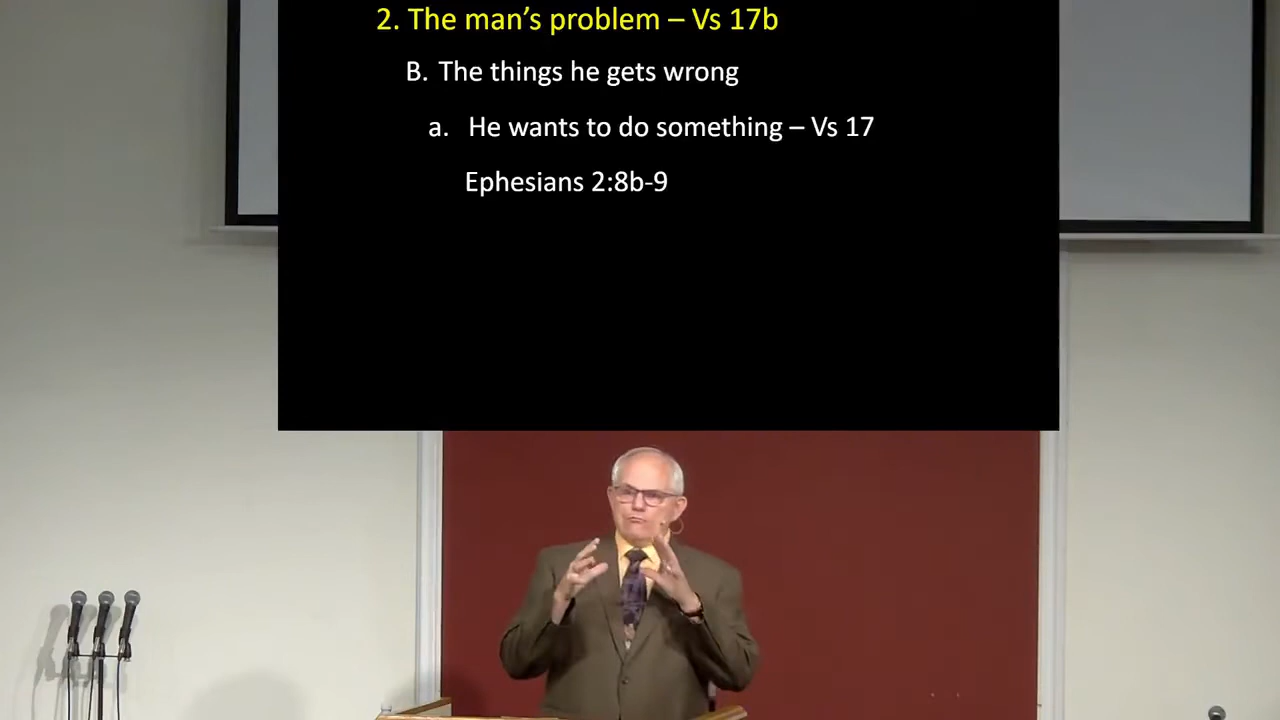 2. The man’s problem – Vs 17b
B. The things he gets wrong
a. He wants to do something – Vs 17
Ephesians 2:8b-9